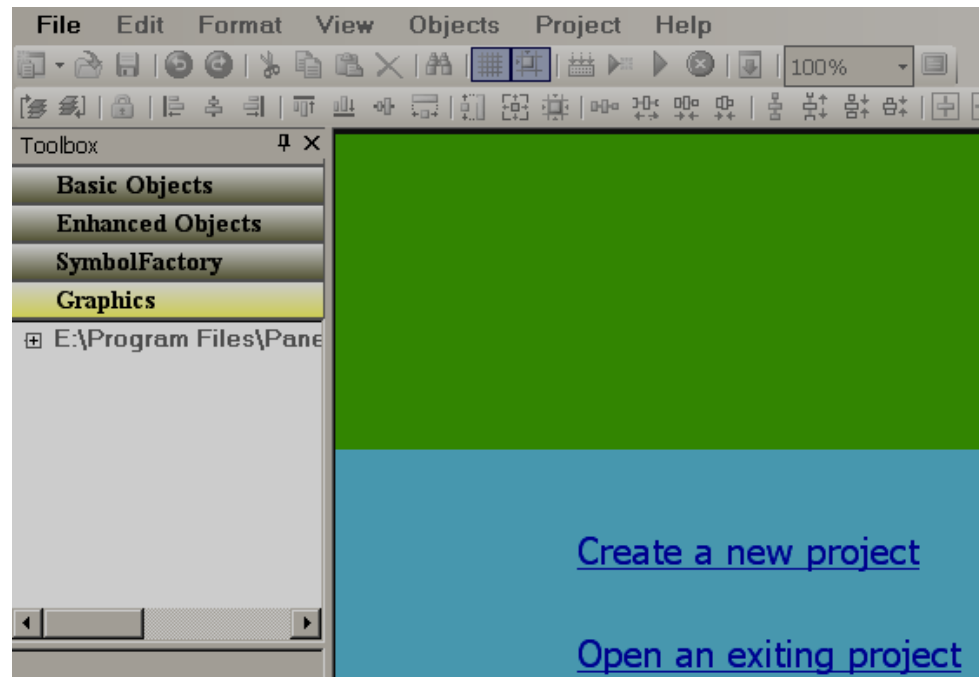 File Edit Format View Objects Project Help
100%
Toolbox
Basic Objects
Enhanced Objects
SymbolFactory
Graphics
E:\Program Files\Pane
Create a new project
Open an exiting project